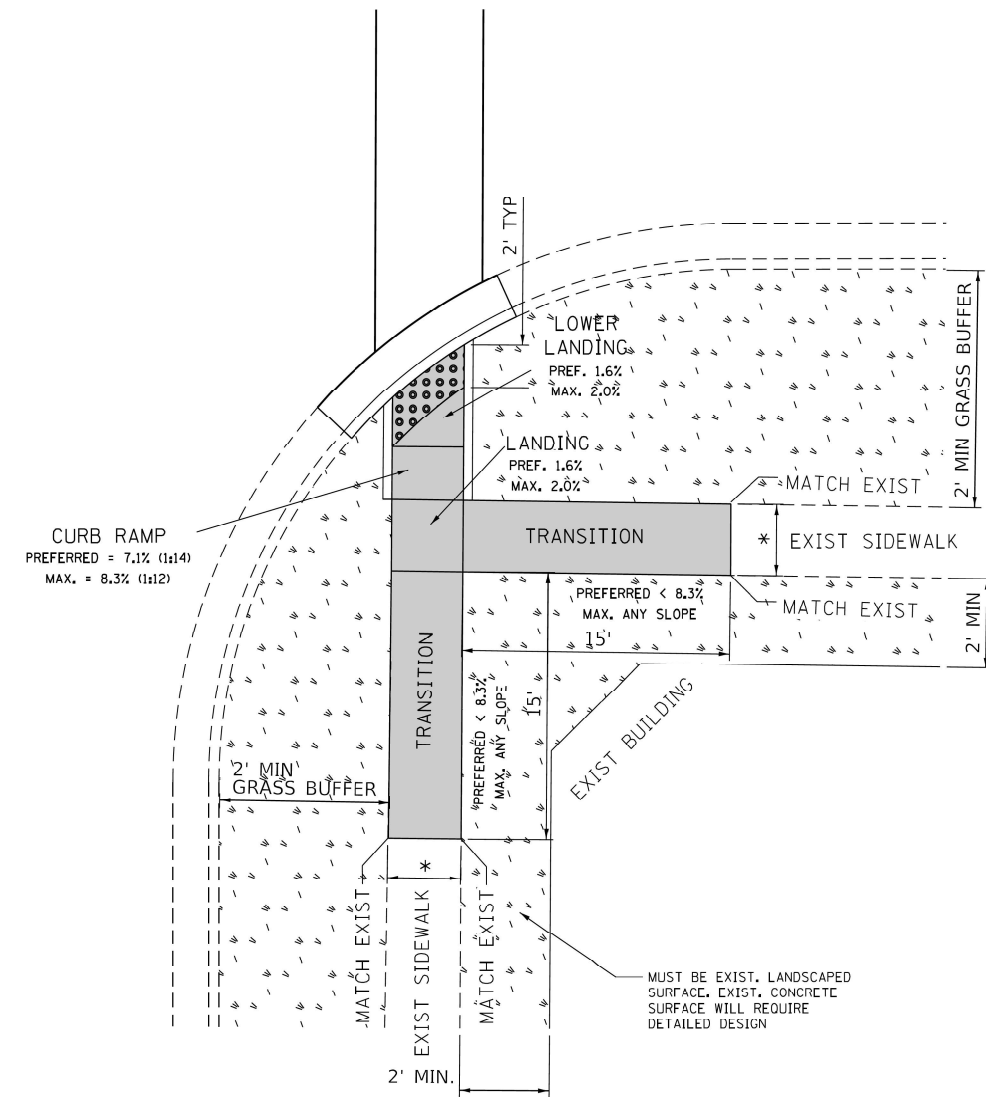 2' TYP
LOWER
LANDING
PREF. 1.6%
MAX. 2.0%
LANDING
PREF. 1.6%
MAX. 2.0%
2' MIN GRASS BUFFER
MATCH EXIST
CURB RAMP
PREFERRED = 7.1% (1:14)
MAX. = 8.3% (1:12)
TRANSITION
* EXIST SIDEWALK
PREFERRED < 8.3%
MAX. ANY SLOPE
15'
MATCH EXIST
2' MIN
TRANSITION
PREFERRED < 8.3%
MAX. ANY SLOPE
15'
EXIST BUILDING
2' MIN
GRASS BUFFER
*
MATCH EXIST
EXIST SIDEWALK
MATCH EXIST
2' MIN.
MUST BE EXIST. LANDSCAPED
SURFACE. EXIST. CONCRETE
SURFACE WILL REQUIRE
DETAILED DESIGN